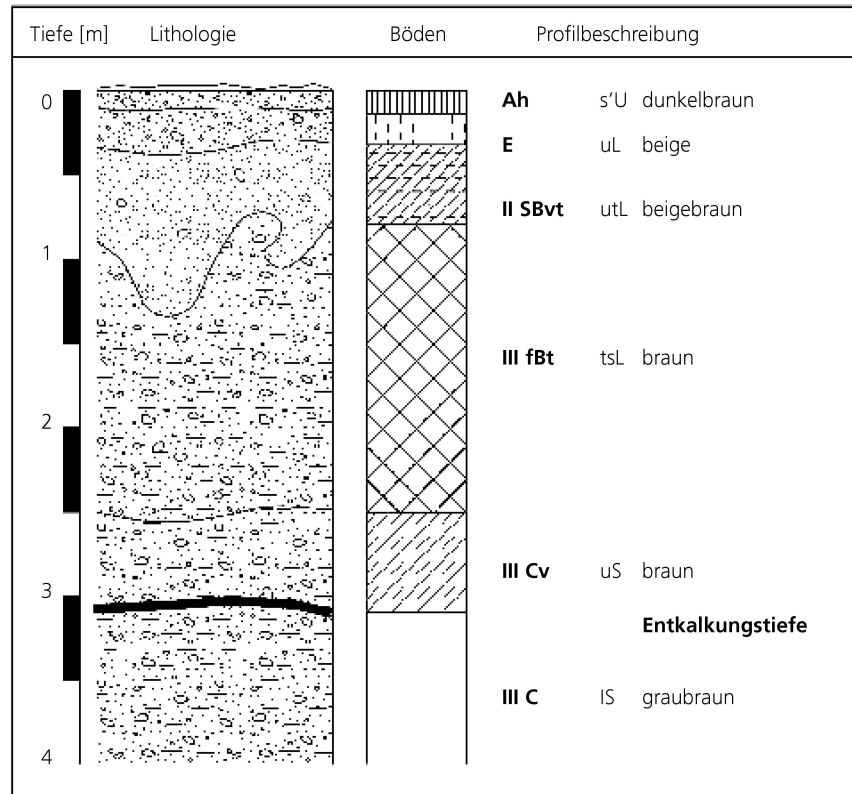 Tiefe [m] Lithologie Böden Profilbeschreibung
0
Ah s'U dunkelbraun
E uL beige
II SBvt utL beigebraun
1
III fBt tsL braun
2
III Cv uS braun
3
Entkalkungstiefe
III C lS graubraun
4